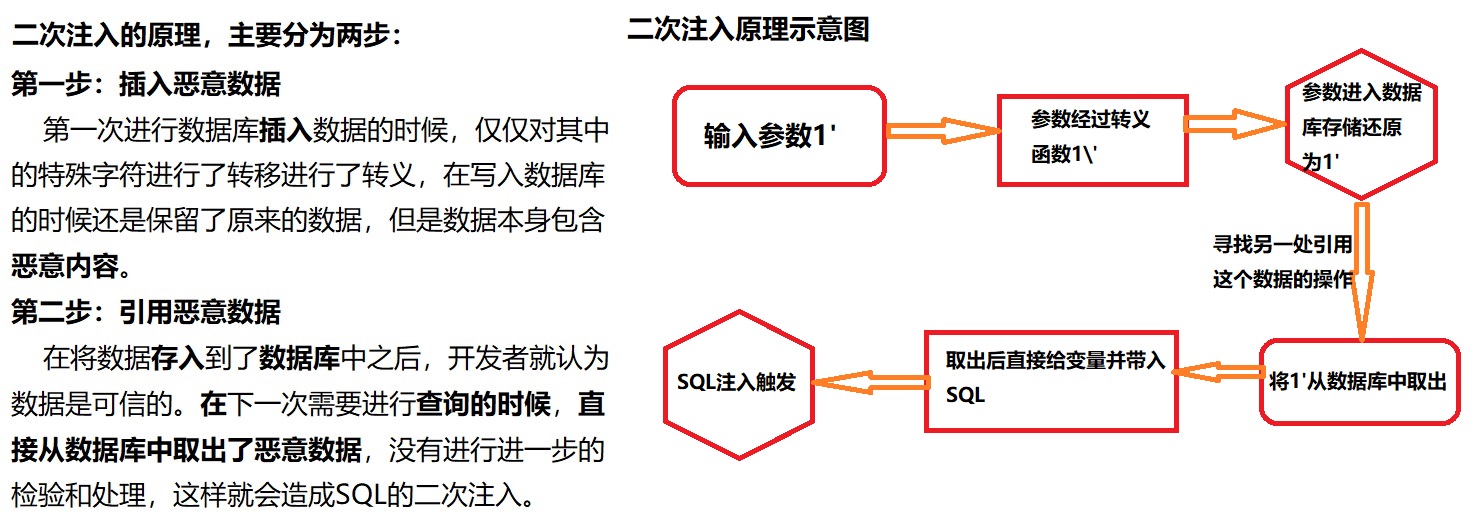 二次注入的原理，主要分为两步：
第一步：插入恶意数据
第一次进行数据库插入数据的时候，仅仅对其中
的特殊字符进行了转移进行了转义，在写入数据库
的时候还是保留了原来的数据，但是数据本身包含
恶意内容。
第二步：引用恶意数据
在将数据存入到了数据库中之后，开发者就认为
数据是可信的。在下一次需要进行查询的时候，直
接从数据库中取出了恶意数据，没有进行进一步的
检验和处理，这样就会造成SQL的二次注入。
二次注入原理示意图
输入参数1'
参数经过转义
函数1\'
参数进入数据
库存储还原
为1'
寻找另一处引用
这个数据的操作
将1'从数据库中取出
取出后直接给变量并带入
SQL
SQL注入触发